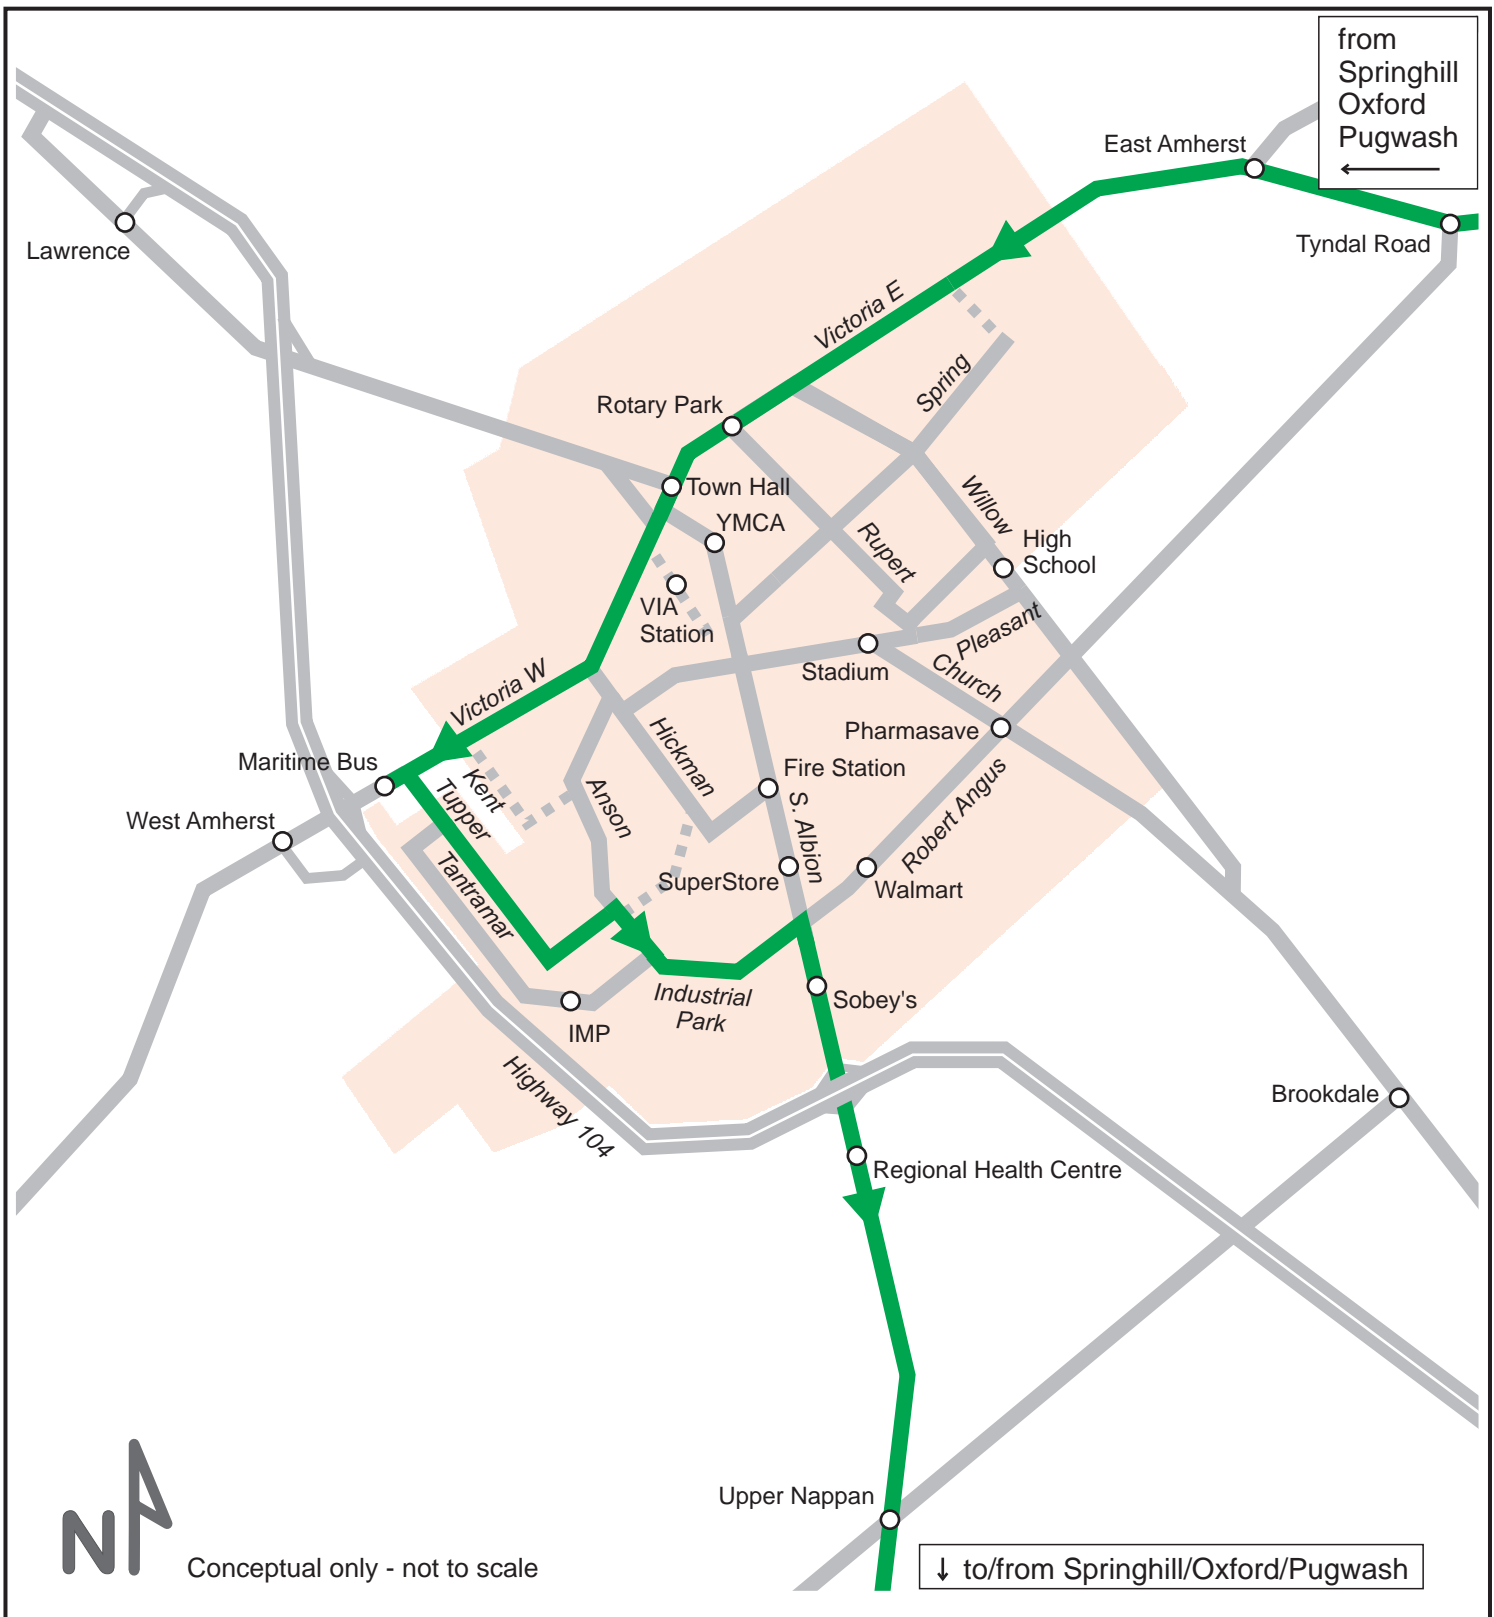 from
Springhill
Oxford
Pugwash
East Amherst
Tyndal Road
Lawrence
Victoria E
Spring
Rotary Park
Town Hall
YMCA
Willow
High
School
Rupert
VIA
Station
Pleasant
Stadium
Church
Victoria W
Pharmasave
Hickman
Maritime Bus
Fire Station
Kent
Tupper
Anson
S. Albion
Robert Angus
West Amherst
SuperStore
Walmart
Tantramar
Industrial
Park
Sobey's
IMP
Highway 104
Brookdale
Regional Health Centre
Upper Nappan
N
Conceptual only - not to scale
↓ to/from Springhill/Oxford/Pugwash